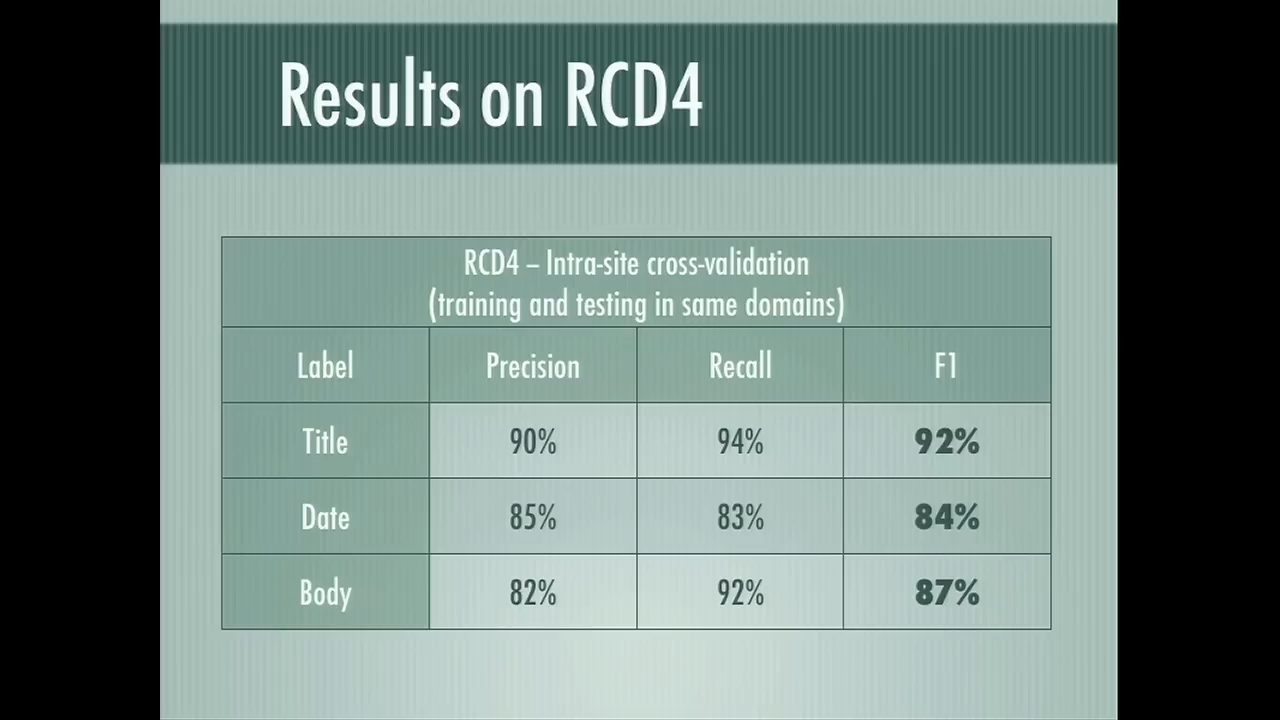 Results on RCD4
RCD4 – Intra-site cross-validation
(training and testing in same domains)
Label Precision Recall F1
Title 90% 94% 92%
Date 85% 83% 84%
Body 82% 92% 87%